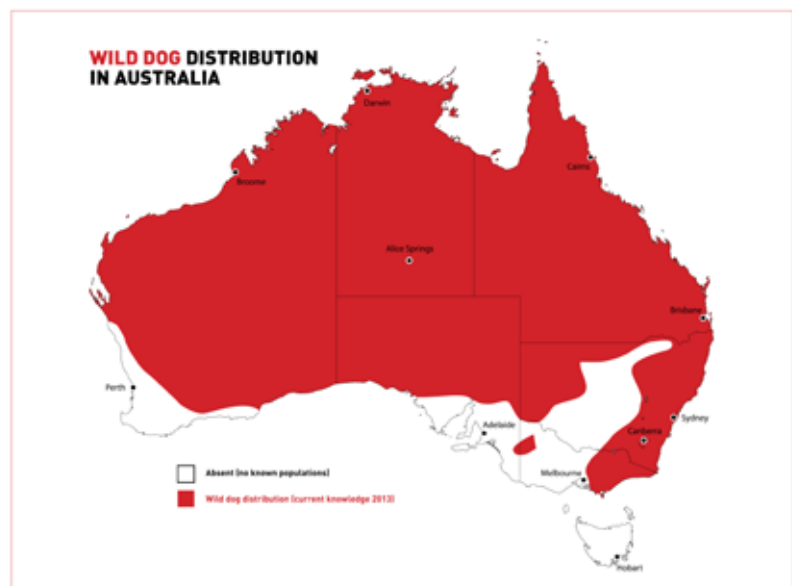 WILD DOG DISTRIBUTION
IN AUSTRALIA
Darwin
Broome
Cairns
Alice Springs
Brisbane
Perth
Adelaide
Sydney
Canberra
Melbourne
Hobart
Absent (no known populations)
Wild dog distribution (current knowledge 2013)